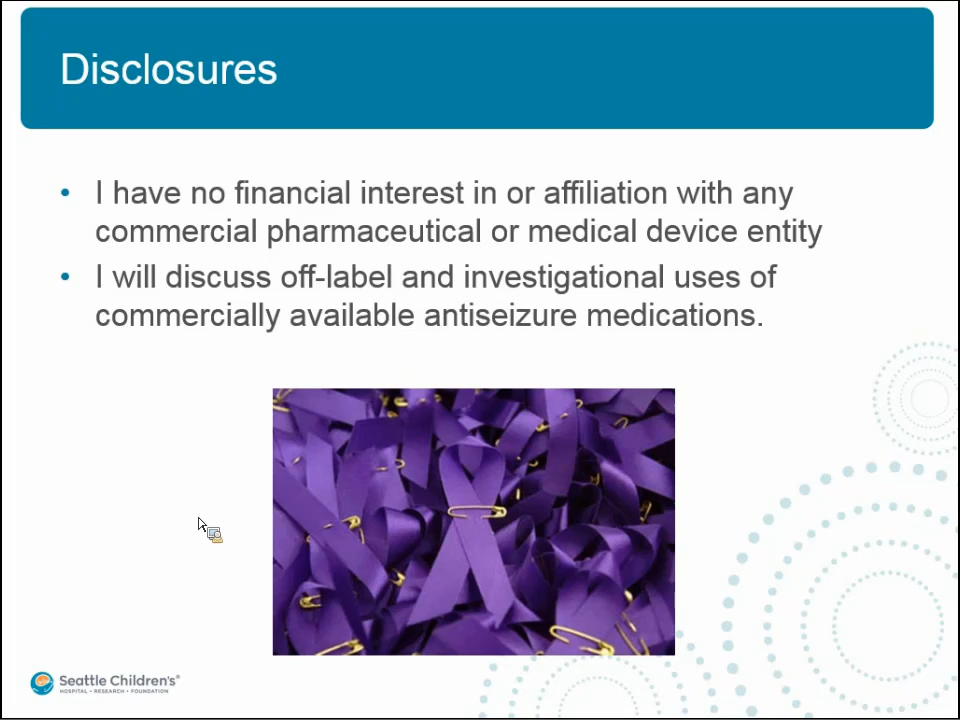 Disclosures
• I have no financial interest in or affiliation with any
commercial pharmaceutical or medical device entity
• I will discuss off-label and investigational uses of
commercially available antiseizure medications.
Seattle Children's®
HOSPITAL • RESEARCH • FOUNDATION